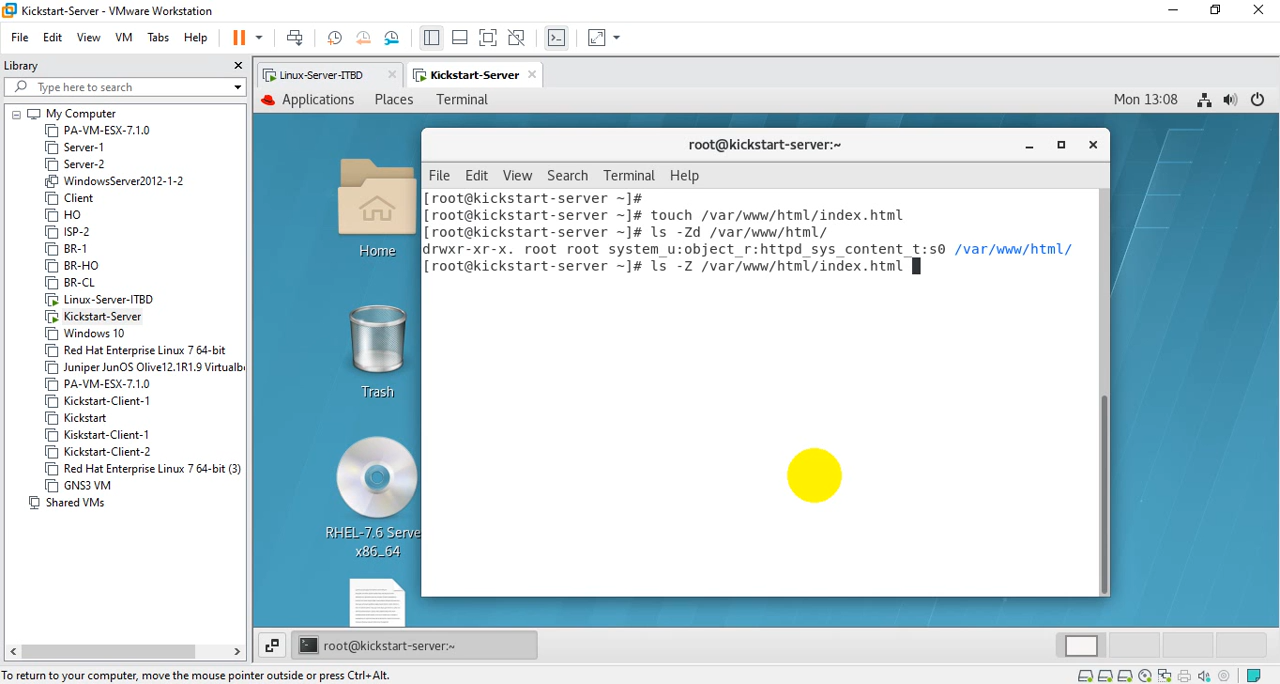 Kickstart-Server - VMware Workstation
File Edit View VM Tabs Help
Library
Type here to search
My Computer
PA-VM-ESX-7.1.0
Server-1
Server-2
WindowsServer2012-1-2
Client
HO
ISP-2
BR-1
BR-HO
BR-CL
Linux-Server-ITBD
Kickstart-Server
Windows 10
Red Hat Enterprise Linux 7 64-bit
Juniper JunOS Olive12.1R1.9 Virtualb
PA-VM-ESX-7.1.0
Kickstart-Client-1
Kickstart
Kiskstart-Client-1
Kickstart-Client-2
Red Hat Enterprise Linux 7 64-bit (3)
GNS3 VM
Shared VMs
Linux-Server-ITBD Kickstart-Server
Applications Places Terminal Mon 13:08
Home
Trash
RHEL-7.6 Serve
x86_64
root@kickstart-server:~
File Edit View Search Terminal Help
[root@kickstart-server ~]#
[root@kickstart-server ~]# touch /var/www/html/index.html
[root@kickstart-server ~]# ls -Zd /var/www/html/
drwxr-xr-x. root root system_u:object_r:httpd_sys_content_t:s0 /var/www/html/
[root@kickstart-server ~]# ls -Z /var/www/html/index.html
root@kickstart-server:~
To return to your computer, move the mouse pointer outside or press Ctrl+Alt.